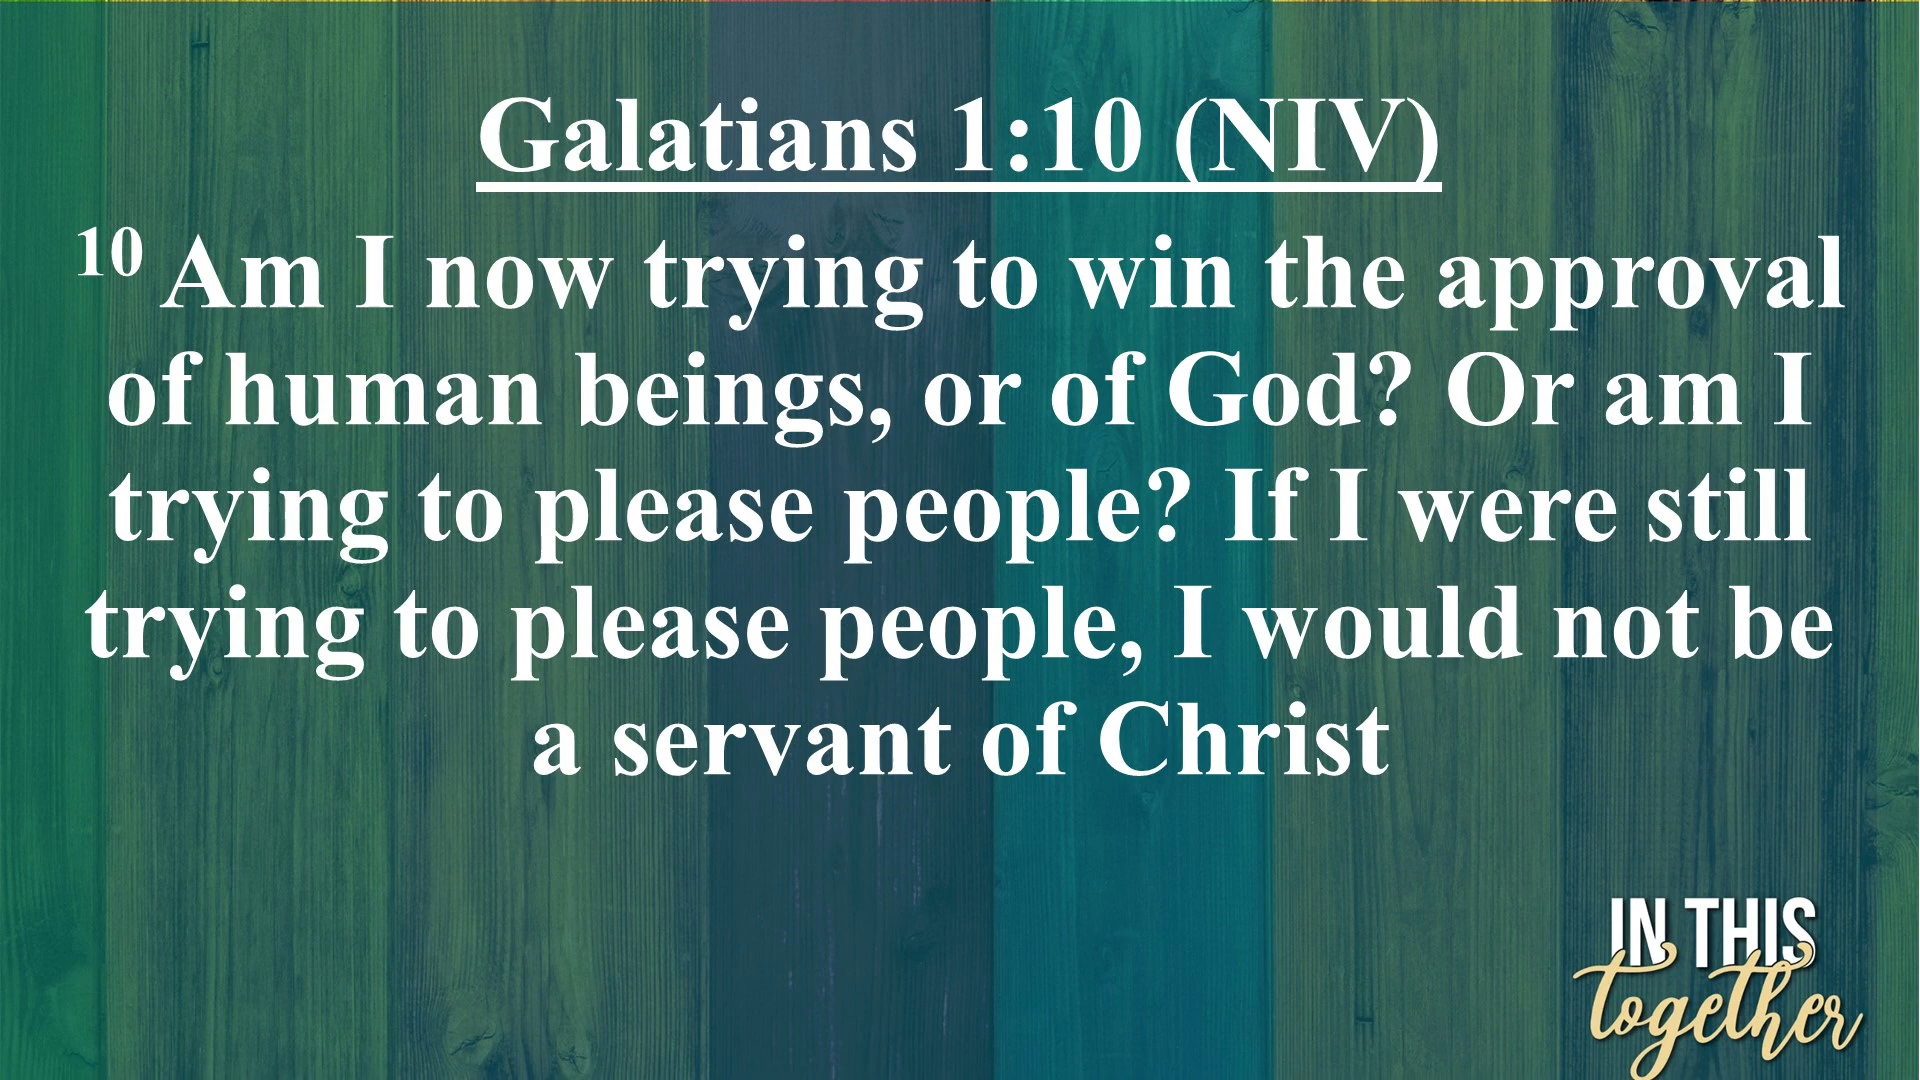 Galatians 1:10 (NIV)
10 Am I now trying to win the approval
of human beings, or of God? Or am I
trying to please people? If I were still
trying to please people, I would not be
a servant of Christ
IN THIS
together